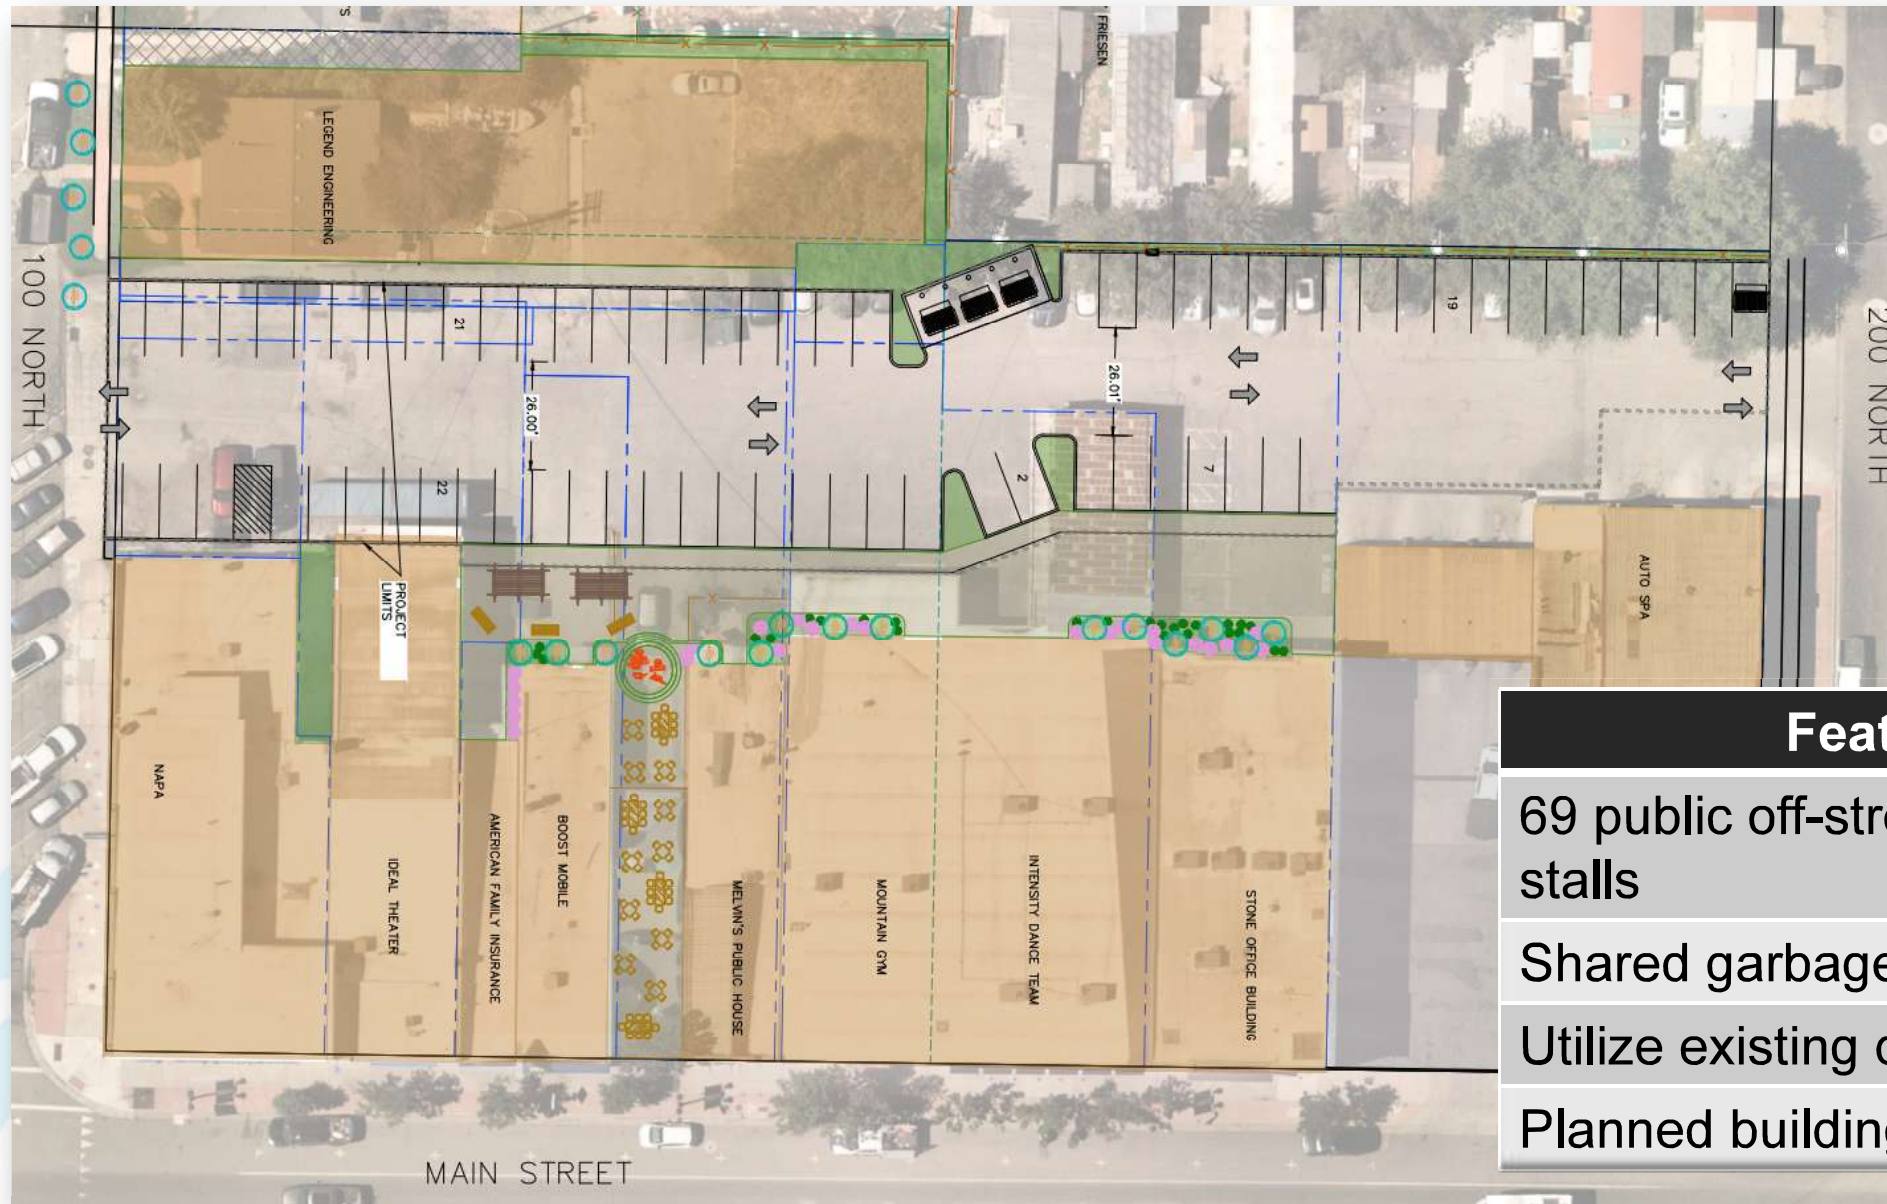 S
FRIESEN
LEGEND ENGINEERING
100 NORTH
200 NORTH
21
19
26.00'
26.01'
22
2
7
PROJECT
LIMITS
AUTO SPA
NAPA
IDEAL THEATER
AMERICAN FAMILY INSURANCE
BOOST MOBILE
MELVIN'S PUBLIC HOUSE
MOUNTAIN GYM
INTENSITY DANCE TEAM
STONE OFFICE BUILDING
MAIN STREET
Feat
69 public off-stre
stalls
Shared garbage
Utilize existing
Planned building